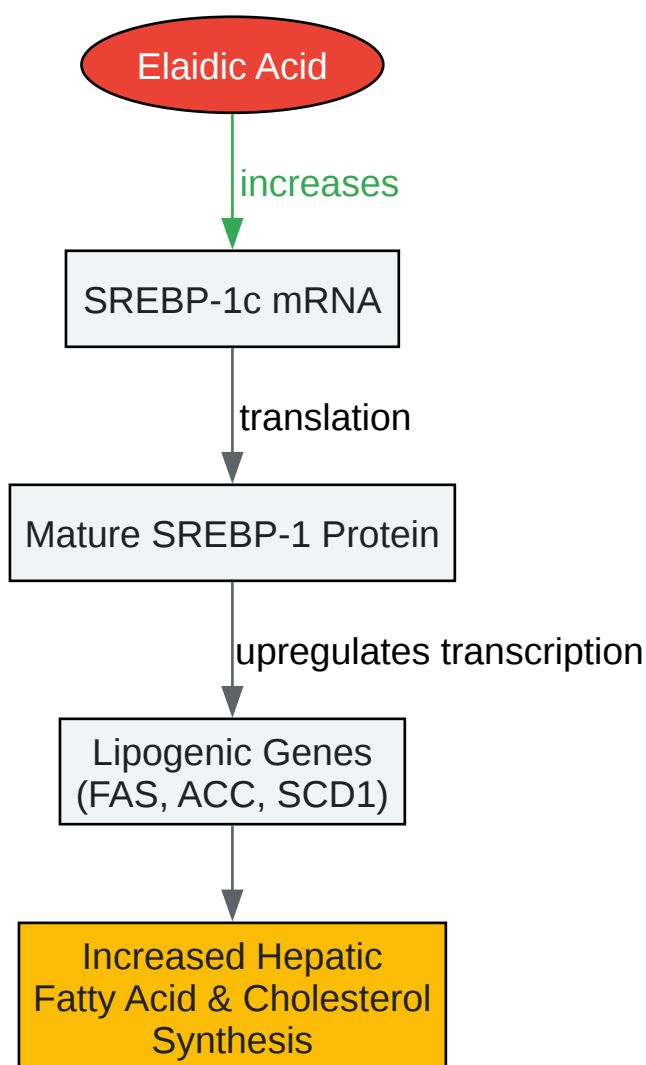 Elaidic Acid
increases
SREBP-1c mRNA
translation
Mature SREBP-1 Protein
upregulates transcription
Lipogenic Genes
(FAS, ACC, SCD1)
Increased Hepatic
Fatty Acid & Cholesterol
Synthesis